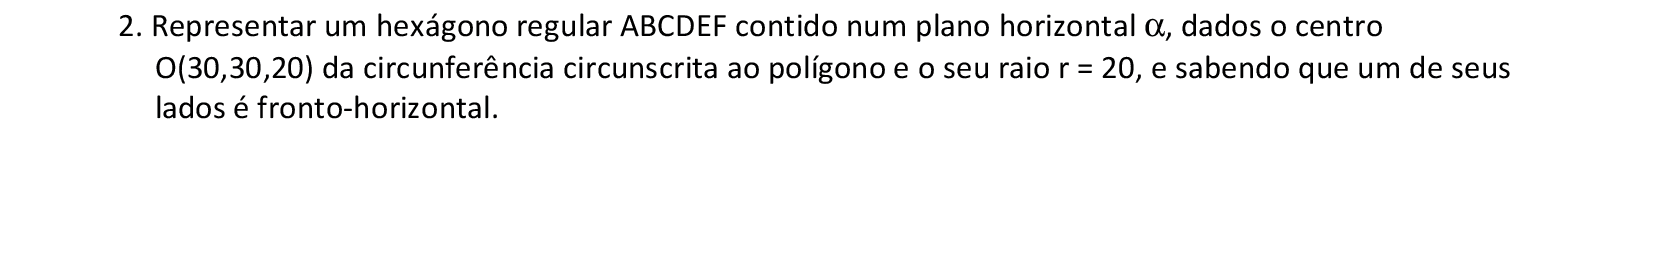 2. Representar um hexágono regular ABCDEF contido num plano horizontal α, dados o centro
O(30,30,20) da circunferência circunscrita ao polígono e o seu raio r = 20, e sabendo que um de seus
lados é fronto-horizontal.